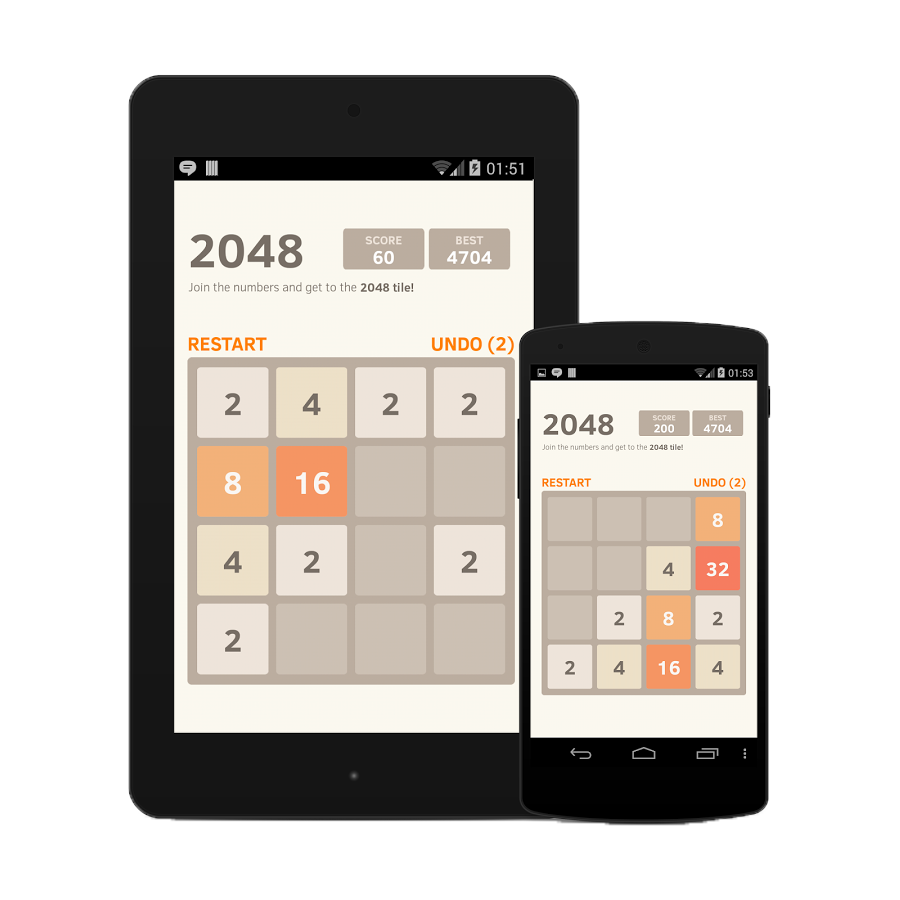 01:51
2048
SCORE
60
BEST
4704
Join the numbers and get to the 2048 tile!
RESTART UNDO (2)
2 4 2 2
8 16
4 2 2
2
01:53
2048
SCORE
200
BEST
4704
Join the numbers and get to the 2048 tile!
RESTART UNDO (2)
8
4 32
2 8 2
2 4 16 4